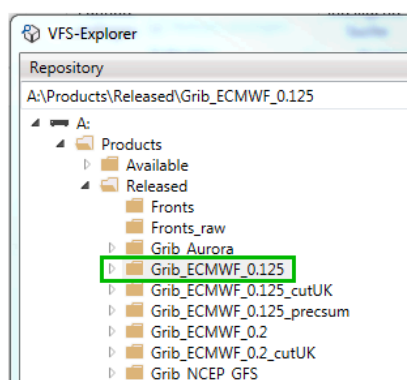 VFS-Explorer
Repository
A:\Products\Released\Grib_ECMWF_0.125
A:
Products
Available
Released
Fronts
Fronts_raw
Grib_Aurora
Grib_ECMWF_0.125
Grib_ECMWF_0.125_cutUK
Grib_ECMWF_0.125_precsum
Grib_ECMWF_0.2
Grib_ECMWF_0.2_cutUK
Grib_NCEP_GFS